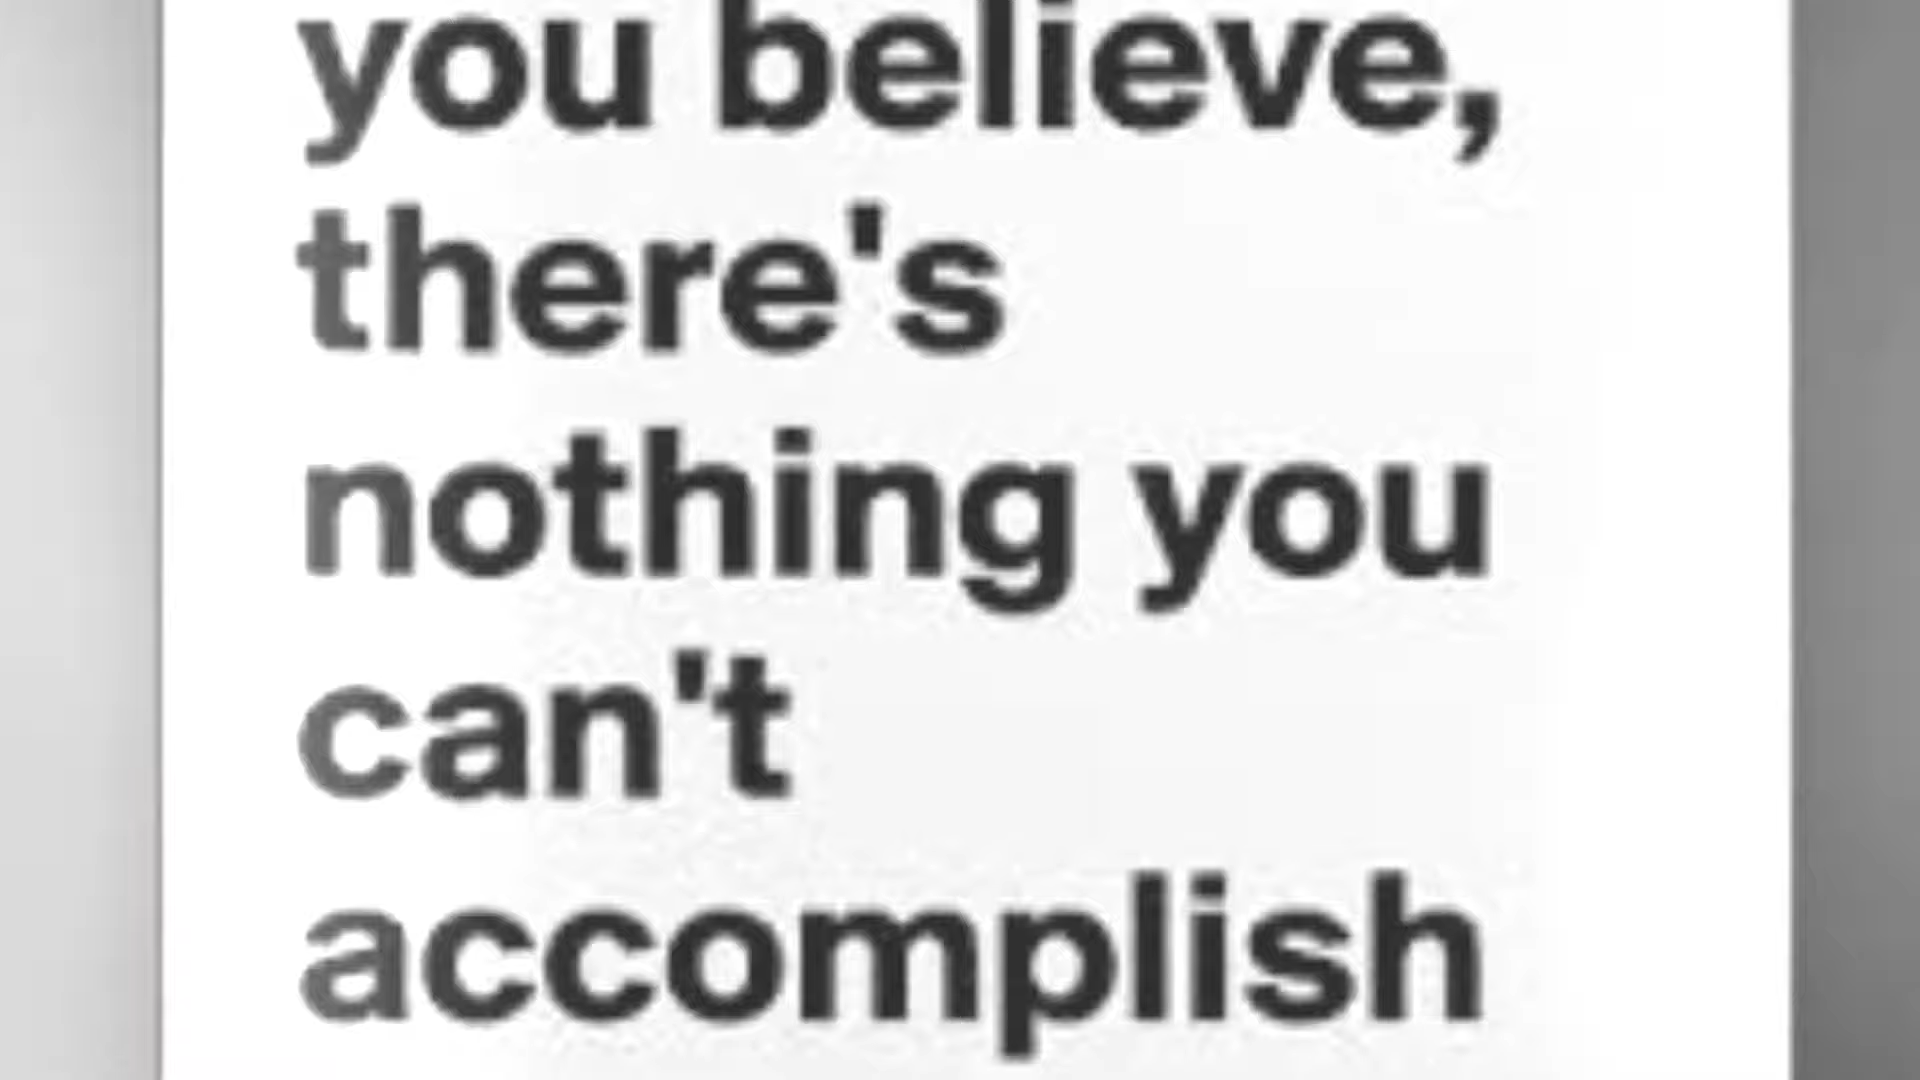 you believe,
there's
nothing you
can't
accomplish